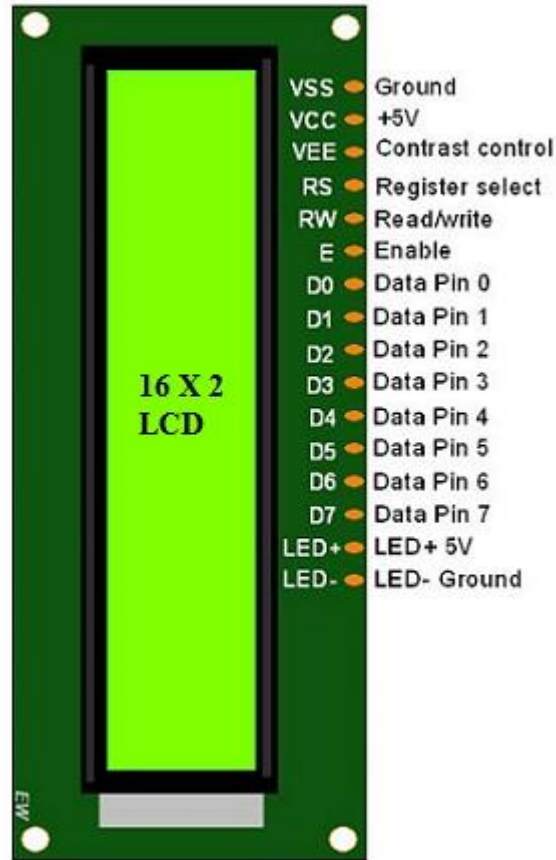 VSS Ground
VCC +5V
VEE Contrast control
RS Register select
RW Read/write
E Enable
D0 Data Pin 0
D1 Data Pin 1
D2 Data Pin 2
D3 Data Pin 3
16 X 2
LCD
D4 Data Pin 4
D5 Data Pin 5
D6 Data Pin 6
D7 Data Pin 7
LED+ LED+ 5V
LED- LED- Ground
EW